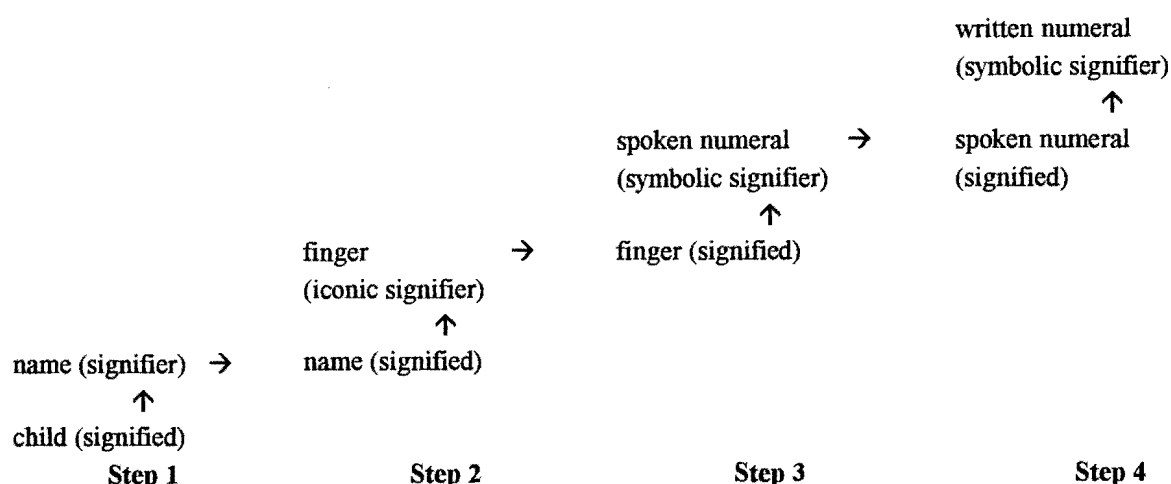 written numeral
(symbolic signifier)
↑
spoken numeral → spoken numeral
(symbolic signifier) (signified)
↑
finger → finger (signified)
(iconic signifier)
↑
name (signifier) → name (signified)
↑
child (signified)
Step 1 Step 2 Step 3 Step 4